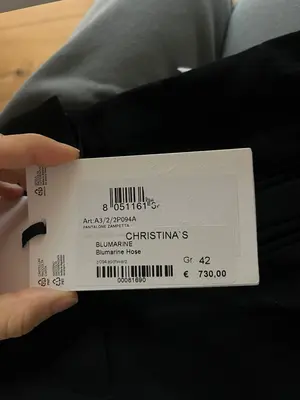 8 051161
Art:A3/2/2P094A
PANTALONE ZAMPETTA
CHRISTINA'S
BLUMARINE
Blumarine Hose
Gr 42
00081690
€ 730,00